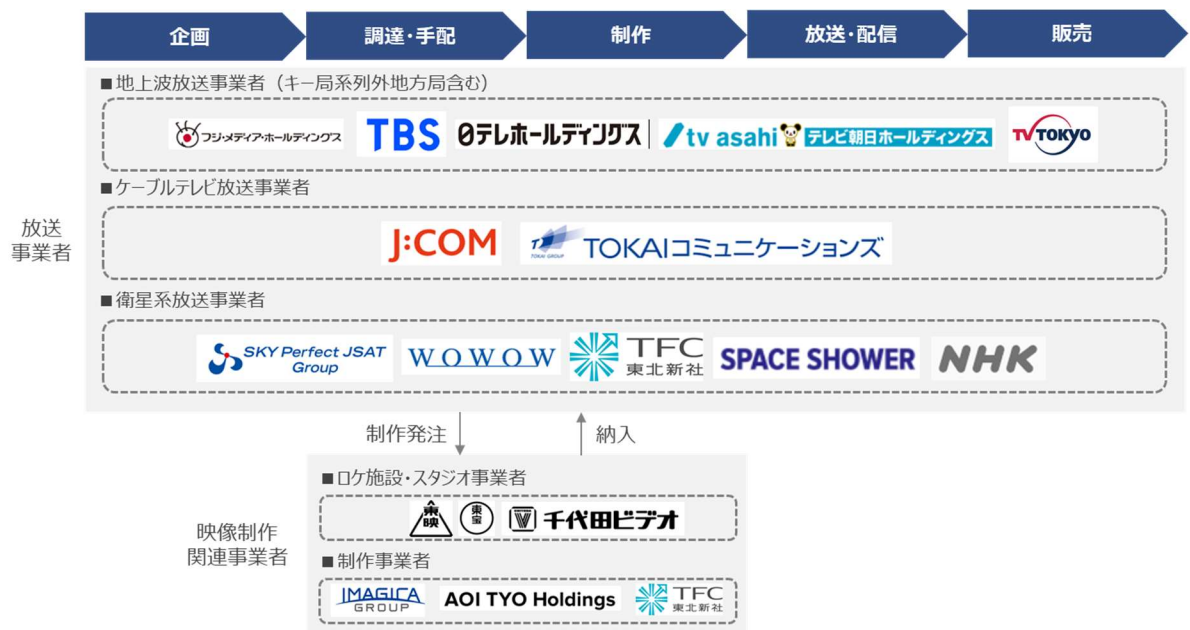 企画
調達・手配
制作
放送・配信
販売
■地上波放送事業者（キー局系列外地方局含む）
フジ・メディア・ホールディングス
TBS
日テレホールディングス
tv asahi テレビ朝日ホールディングス
TV TOKYO
■ケーブルテレビ放送事業者
放送
事業者
J:COM
T
TOKAI GROUP
TOKAIコミュニケーションズ
■衛星系放送事業者
SKY Perfect JSAT
Group
WOWOW
TFC
東北新社
SPACE SHOWER
NHK
制作発注
納入
■ロケ施設・スタジオ事業者
東映
東宝
千代田ビデオ
映像制作
関連事業者
■制作事業者
IMAGICA
GROUP
AOI TYO Holdings
TFC
東北新社